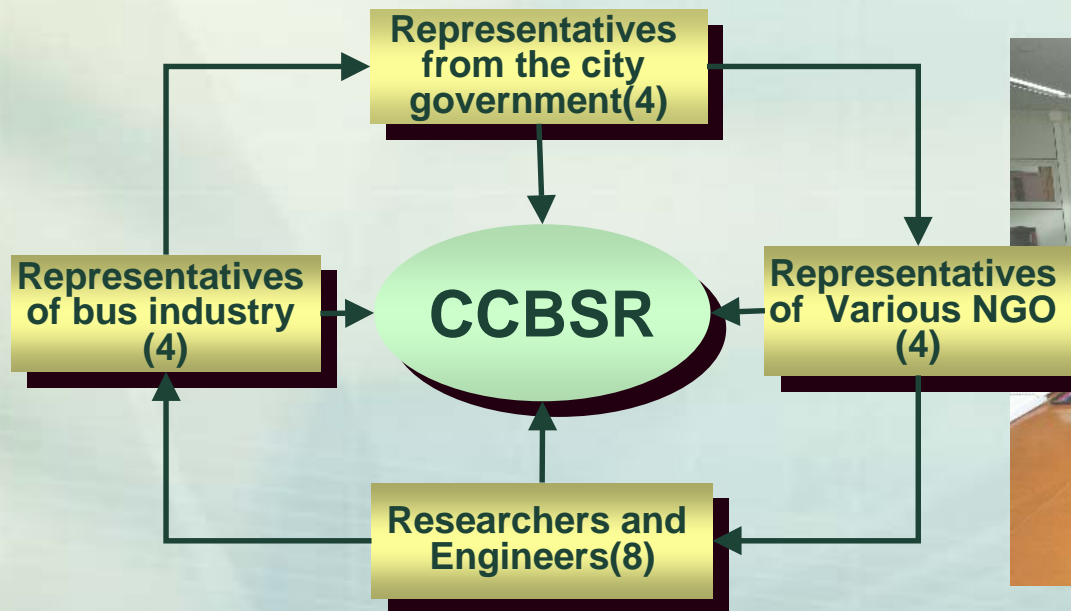 Representatives
from the city
government(4)
Representatives
of bus industry
(4)
CCBSR
Representatives
of Various NGO
(4)
Researchers and
Engineers(8)